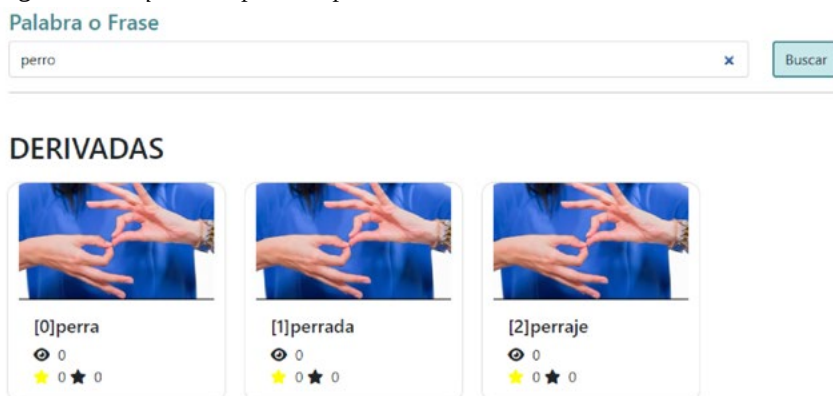 Palabra o Frase
perro
Buscar
DERIVADAS
[0]perra
[1]perrada
[2]perraje
0
0
0
0 0
0 0
0 0